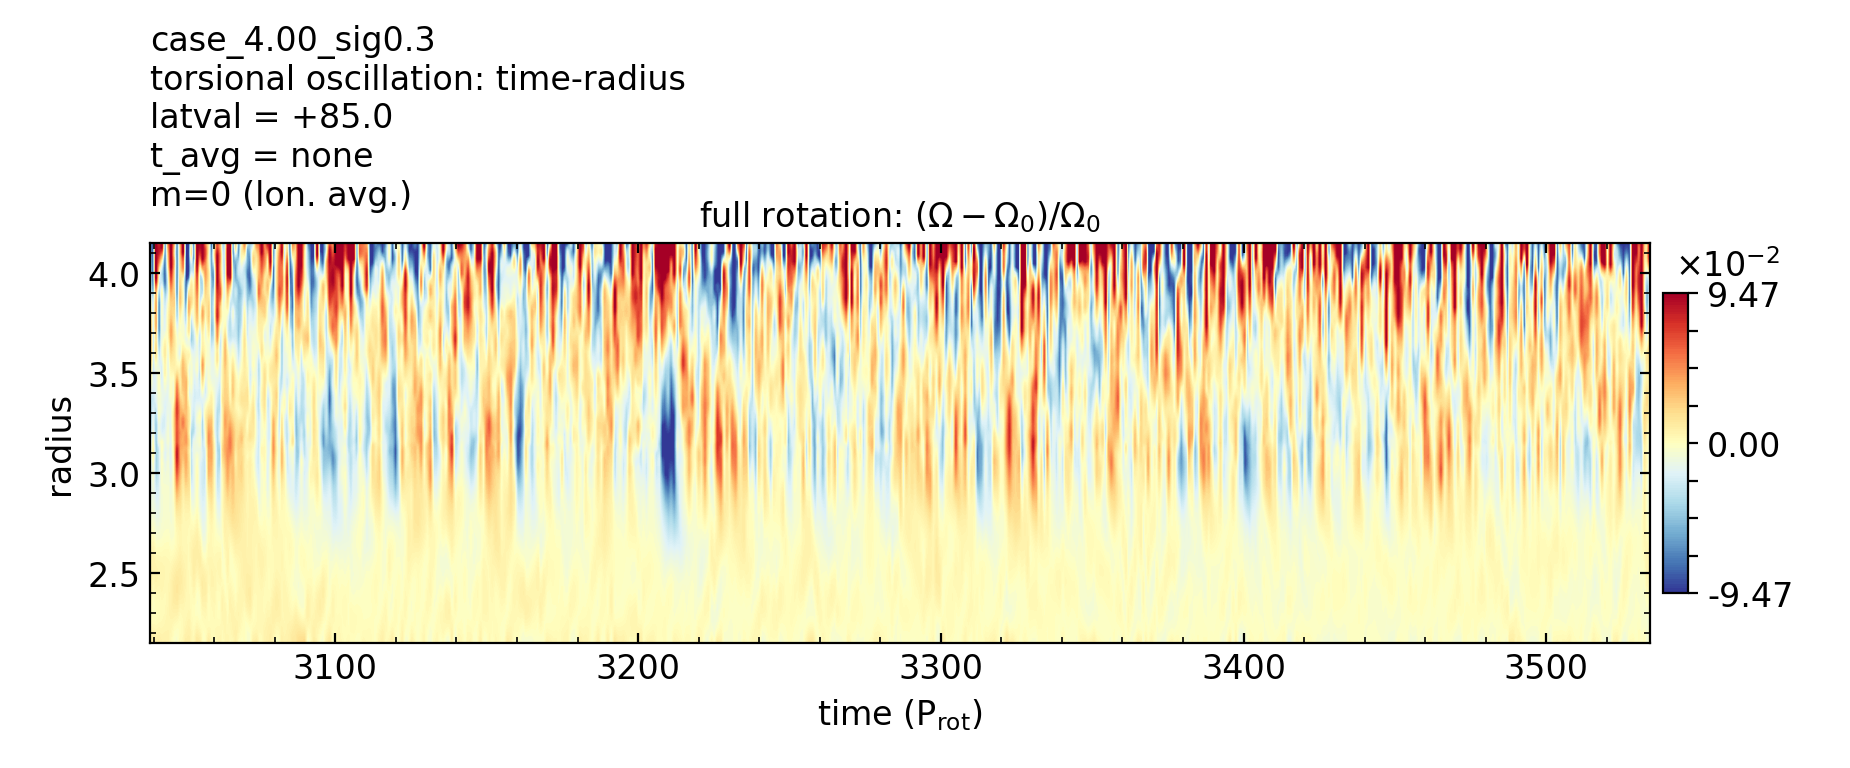 case_4.00_sig0.3
torsional oscillation: time-radius
latval = +85.0
t_avg = none
m=0 (lon. avg.)
full rotation: (Ω − Ω₀)/Ω₀
×10⁻²
9.47
0.00
-9.47
4.0
3.5
3.0
2.5
radius
3100 3200 3300 3400 3500
time (P_rot)